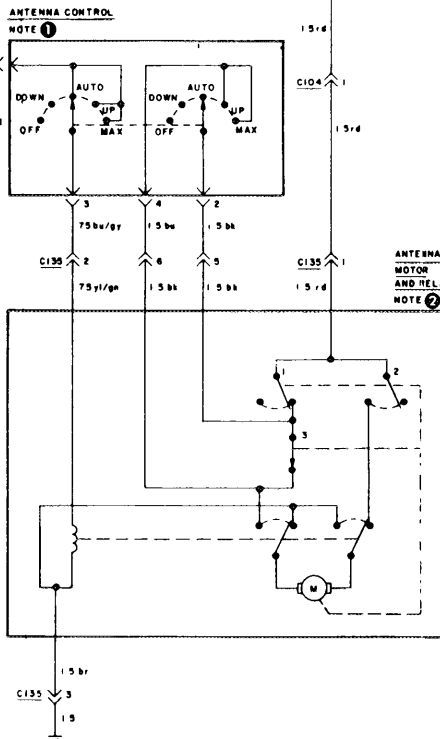 ANTENNA CONTROL
NOTE 1
1.5 rd
C104 1
1.5 rd
AUTO AUTO
DOWN UP DOWN UP
OFF MAX OFF MAX
3 4 2
.75 bu/gy 1.5 bu 1.5 bk
C135 2 6 5 C135 1
.75 yl/gn 1.5 bk 1.5 bk 1.5 rd
ANTENNA
MOTOR
AND REL
NOTE 2
1 2
3
M
1.5 br
C135 3
1.5